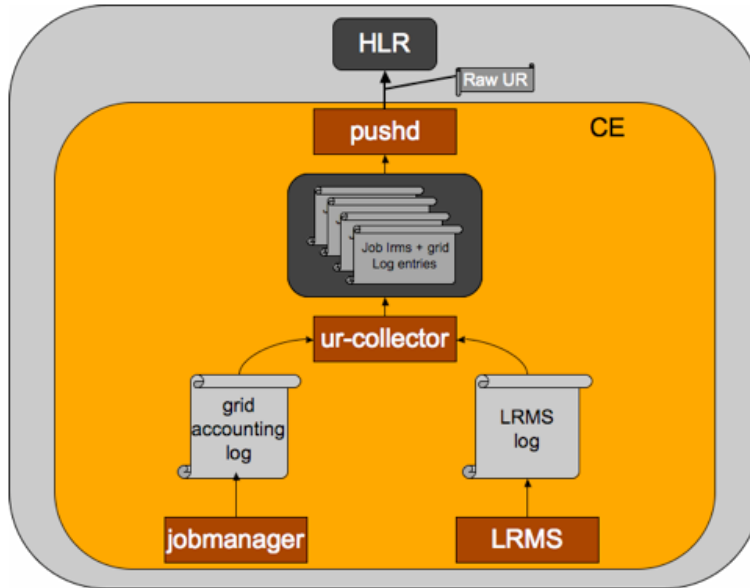 HLR
Raw UR
pushd
CE
Job lrms + grid
Log entries
ur-collector
grid
accounting
log
LRMS
log
jobmanager
LRMS